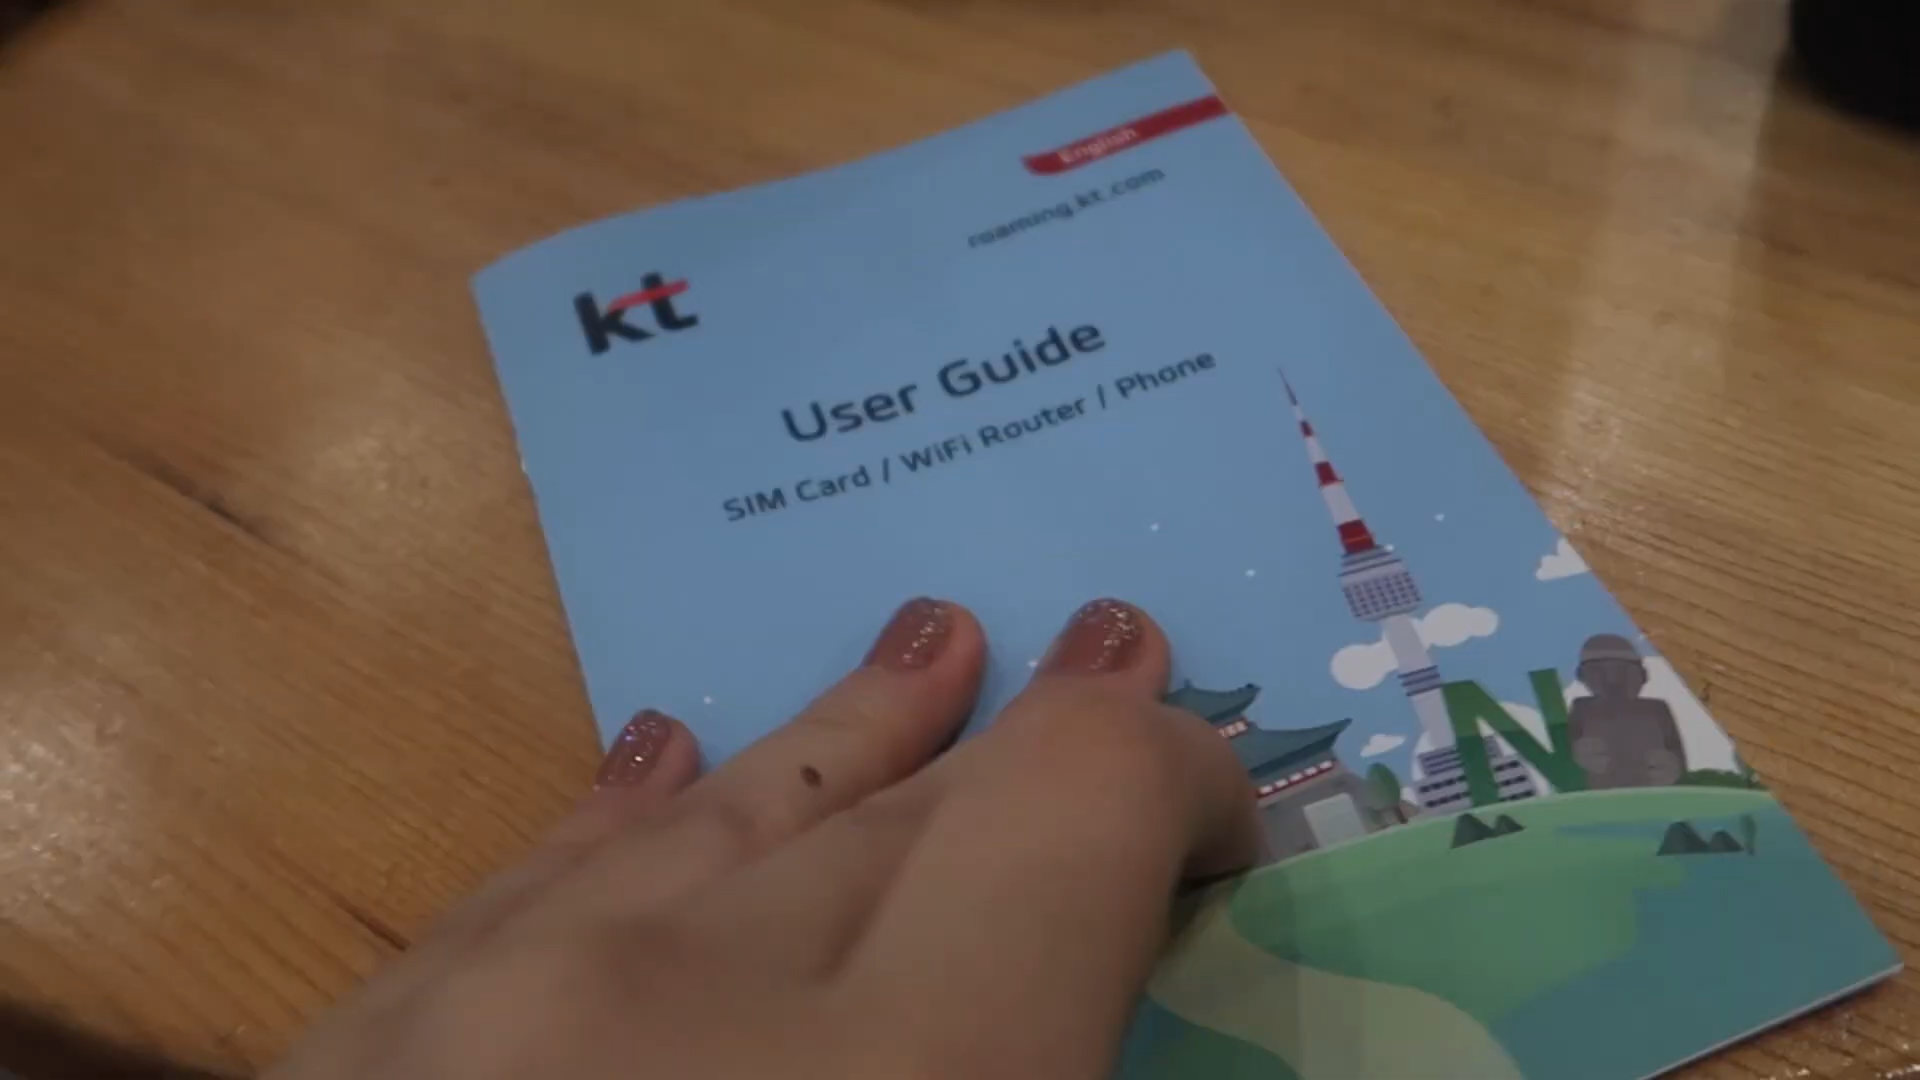 English
roaming.kt.com
kt
User Guide
SIM Card / WiFi Router / Phone
N